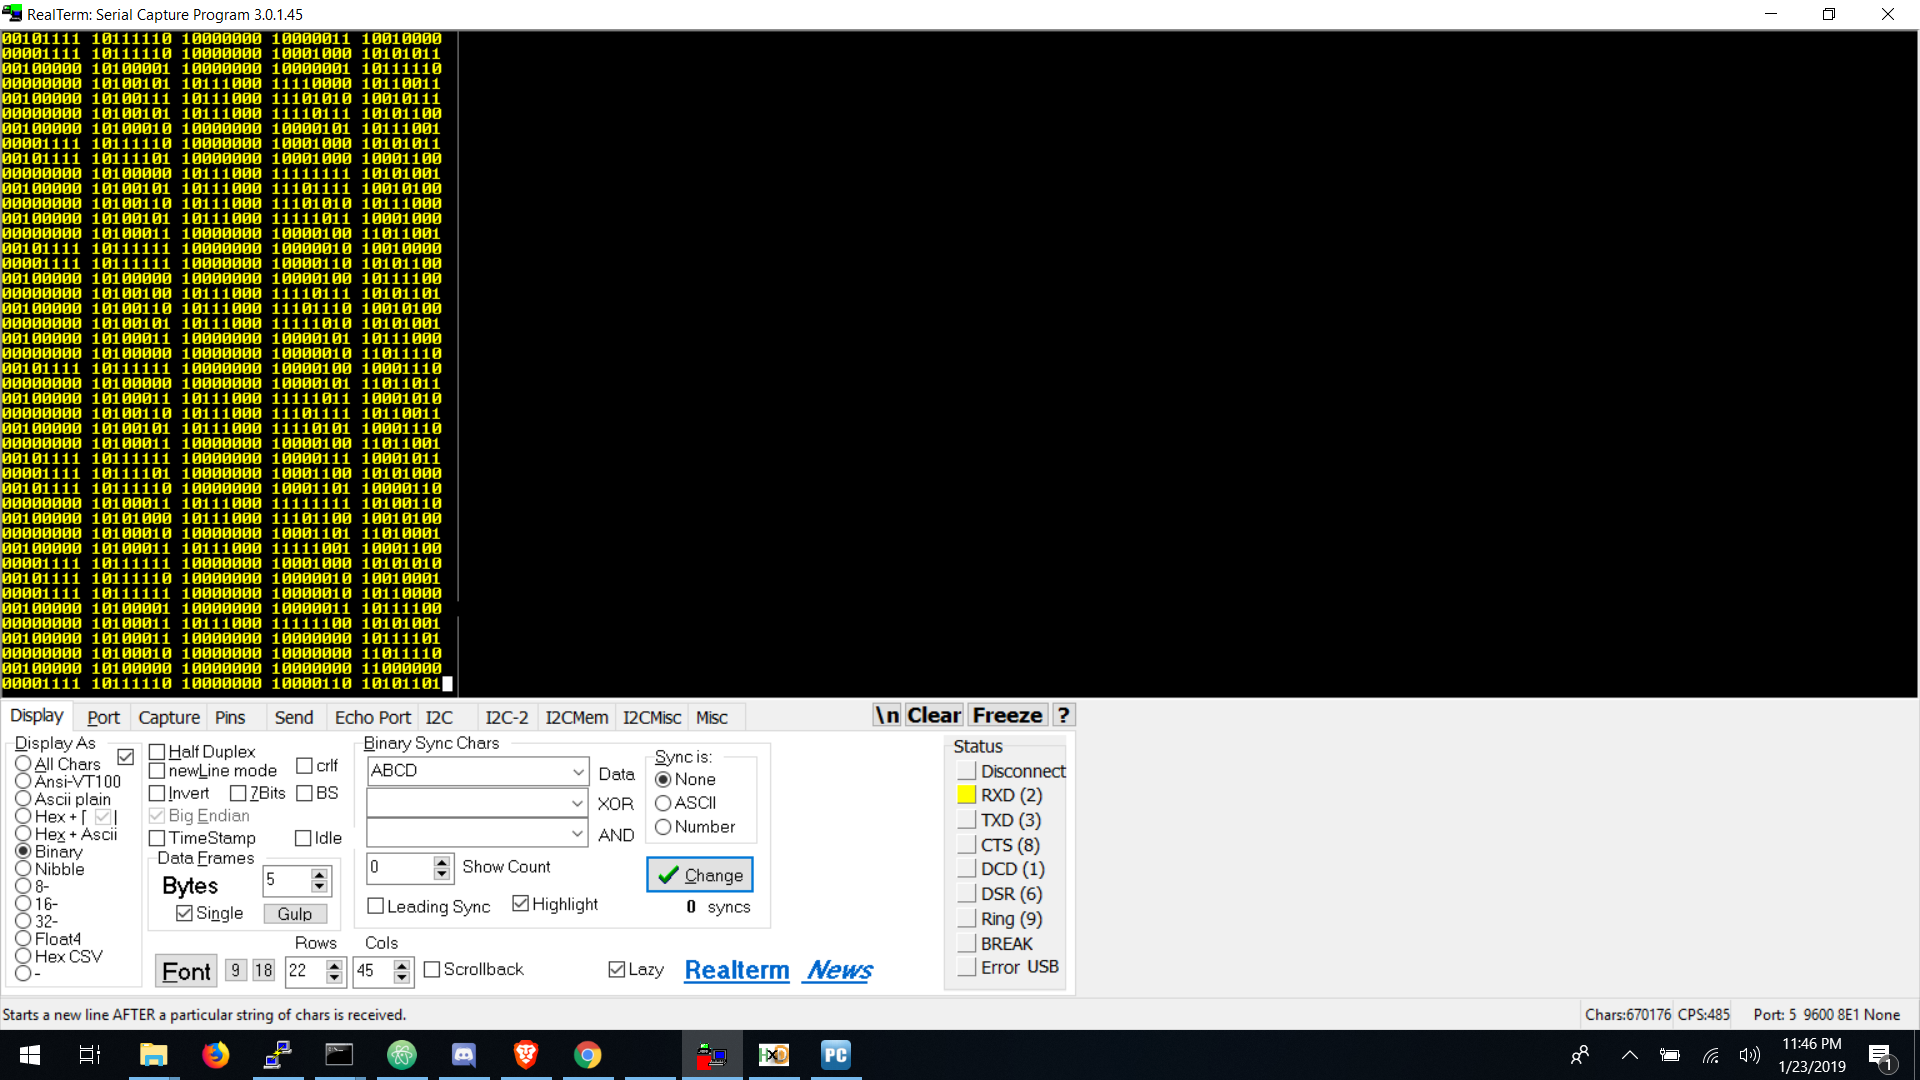 RealTerm: Serial Capture Program 3.0.1.45
00101111 10111110 10000000 10000011 10010000
00001111 10111110 10000000 10001000 10101011
00100000 10100001 10000000 10000001 10111110
00000000 10100101 10111000 11110000 10110011
00100000 10100111 10111000 11101010 10010111
00000000 10100101 10111000 11110111 10101100
00100000 10100010 10000000 10000101 10111001
00001111 10111110 10000000 10001000 10101011
00101111 10111101 10000000 10001000 10001100
00000000 10100000 10111000 11111111 10101001
00100000 10100101 10111000 11101111 10010100
00000000 10100110 10111000 11101010 10111000
00100000 10100101 10111000 11111011 10001000
00000000 10100011 10000000 10000100 11011001
00101111 10111111 10000000 10000010 10010000
00001111 10111111 10000000 10000110 10101100
00100000 10100000 10000000 10000100 10111100
00000000 10100100 10111000 11110111 10101101
00100000 10100110 10111000 11101110 10010100
00000000 10100101 10111000 11111010 10101001
00100000 10100011 10000000 10000101 10111000
00000000 10100000 10000000 10000010 11011110
00101111 10111111 10000000 10000100 10001110
00000000 10100000 10000000 10000101 11011011
00100000 10100011 10111000 11111011 10001010
00000000 10100110 10111000 11101111 10110011
00100000 10100101 10111000 11110101 10001110
00000000 10100011 10000000 10000100 11011001
00101111 10111111 10000000 10000111 10001011
00001111 10111101 10000000 10001100 10101000
00101111 10111110 10000000 10001101 10000110
00000000 10100011 10111000 11111111 10100110
00100000 10101000 10111000 11101100 10010100
00000000 10100010 10000000 10001101 11010001
00100000 10100011 10111000 11111001 10001100
00001111 10111111 10000000 10001000 10101010
00101111 10111110 10000000 10000010 10010001
00001111 10111111 10000000 10000010 10110000
00100000 10100001 10000000 10000011 10111100
00000000 10100011 10111000 11111100 10101001
00100000 10100011 10000000 10000000 10111101
00000000 10100010 10000000 10000000 11011110
00100000 10100000 10000000 10000000 11000000
00001111 10111110 10000000 10000110 10101101
Display Port Capture Pins Send Echo Port I2C I2C-2 I2CMem I2CMisc Misc \n Clear Freeze ?
Display As
All Chars
Ansi-VT100
Ascii plain
Hex + [ ]
Hex + Ascii
Binary
Nibble
8-
16-
32-
Float4
Hex CSV
-
Half Duplex
newLine mode crlf
Invert 7Bits BS
Big Endian
TimeStamp Idle
Data Frames
Bytes 5
Single Gulp
Rows Cols
Font 9 18 22 45 Scrollback
Binary Sync Chars
ABCD Data
XOR
AND
0 Show Count
Leading Sync Highlight
Sync is:
None
ASCII
Number
Change
0 syncs
Lazy Realterm News
Status
Disconnect
RXD (2)
TXD (3)
CTS (8)
DCD (1)
DSR (6)
Ring (9)
BREAK
Error USB
Starts a new line AFTER a particular string of chars is received. Chars:670176 CPS:485 Port: 5 9600 8E1 None
HXD PC
11:46 PM
1/23/2019
1